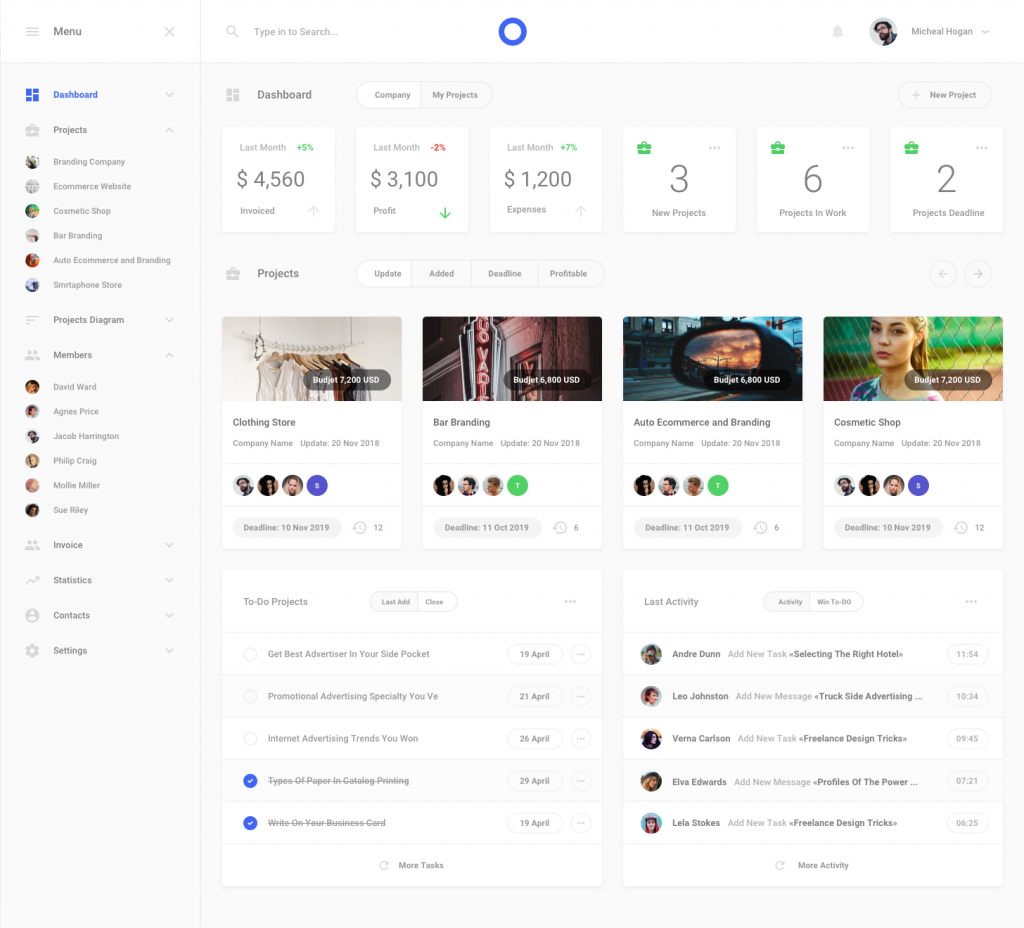 Menu
Type in to Search...
Micheal Hogan
Dashboard
Projects
Branding Company
Ecommerce Website
Cosmetic Shop
Bar Branding
Auto Ecommerce and Branding
Smrtaphone Store
Projects Diagram
Members
David Ward
Agnes Price
Jacob Harrington
Philip Craig
Mollie Miller
Sue Riley
Invoice
Statistics
Contacts
Settings
Dashboard
Company My Projects
+ New Project
Last Month +5%
$ 4,560
Invoiced
Last Month -2%
$ 3,100
Profit
Last Month +7%
$ 1,200
Expenses
3
New Projects
6
Projects In Work
2
Projects Deadline
Projects
Update Added Deadline Profitable
Budjet 7,200 USD
Clothing Store
Company Name Update: 20 Nov 2018
S
Deadline: 10 Nov 2019 12
Budjet 6,800 USD
Bar Branding
Company Name Update: 20 Nov 2018
T
Deadline: 11 Oct 2019 6
Budjet 6,800 USD
Auto Ecommerce and Branding
Company Name Update: 20 Nov 2018
T
Deadline: 11 Oct 2019 6
Budjet 7,200 USD
Cosmetic Shop
Company Name Update: 20 Nov 2018
S
Deadline: 10 Nov 2019 12
To-Do Projects
Last Add Close
Get Best Advertiser In Your Side Pocket 19 April
Promotional Advertising Specialty You Ve 21 April
Internet Advertising Trends You Won 26 April
Types Of Paper In Catalog Printing 29 April
Write On Your Business Card 19 April
More Tasks
Last Activity
Activity Win To-DO
Andre Dunn Add New Task «Selecting The Right Hotel» 11:54
Leo Johnston Add New Message «Truck Side Advertising ... 10:34
Verna Carlson Add New Task «Freelance Design Tricks» 09:45
Elva Edwards Add New Message «Profiles Of The Power ... 07:21
Lela Stokes Add New Task «Freelance Design Tricks» 06:25
More Activity